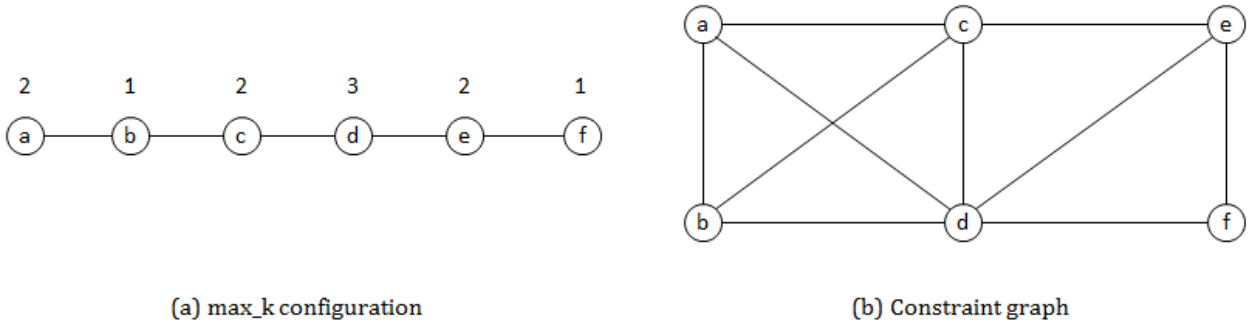 a c e
2 1 2 3 2 1
a b c d e f
b d f
(a) max_k configuration
(b) Constraint graph